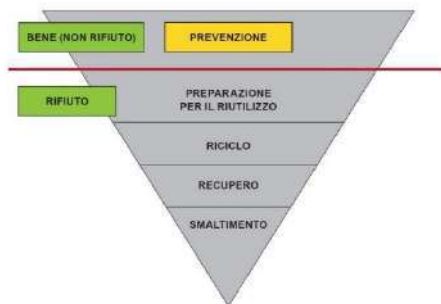 BENE (NON RIFIUTO)
PREVENZIONE
RIFIUTO
PREPARAZIONE
PER IL RIUTILIZZO
RICICLO
RECUPERO
SMALTIMENTO